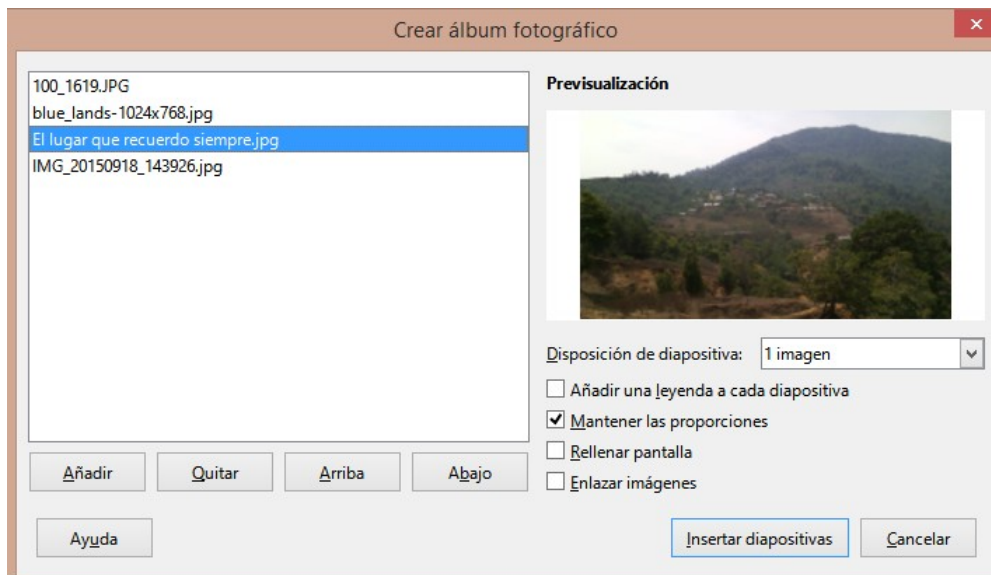 Crear álbum fotográfico
100_1619.JPG
blue_lands-1024x768.jpg
El lugar que recuerdo siempre.jpg
IMG_20150918_143926.jpg
Añadir
Quitar
Arriba
Abajo
Previsualización
Disposición de diapositiva:
1 imagen
Añadir una leyenda a cada diapositiva
Mantener las proporciones
Rellenar pantalla
Enlazar imágenes
Ayuda
Insertar diapositivas
Cancelar